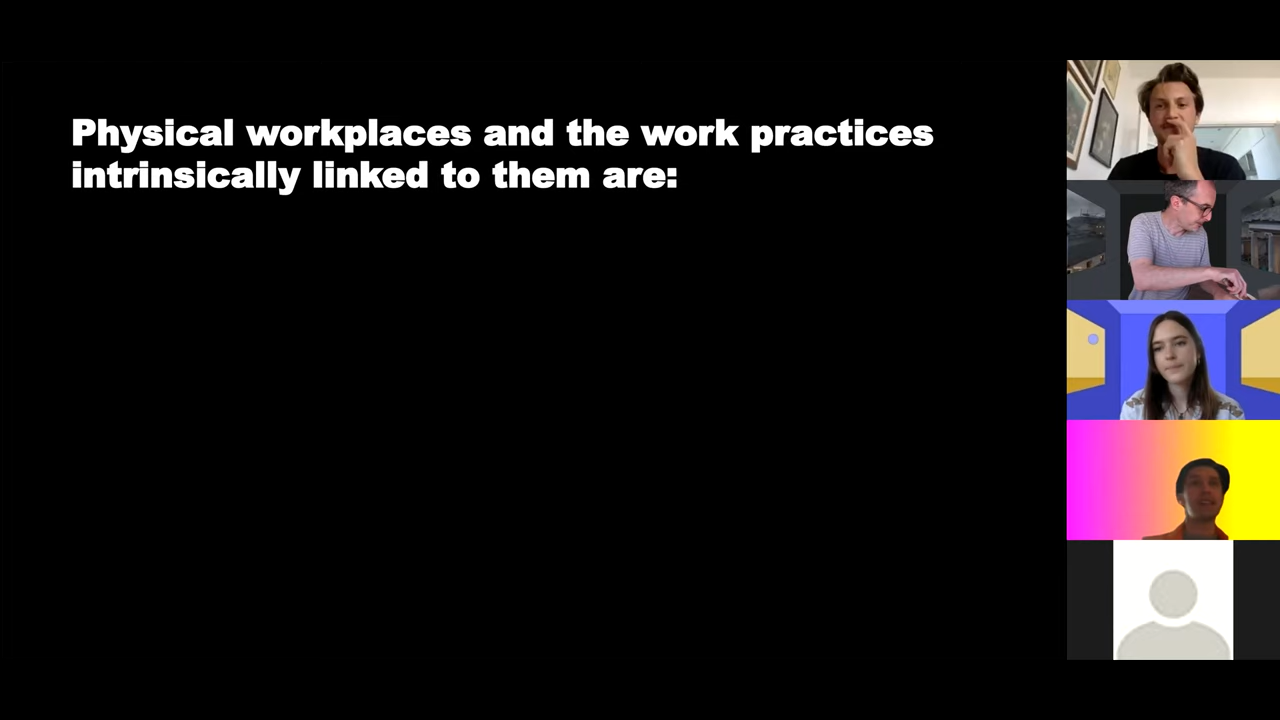 Physical workplaces and the work practices
intrinsically linked to them are: